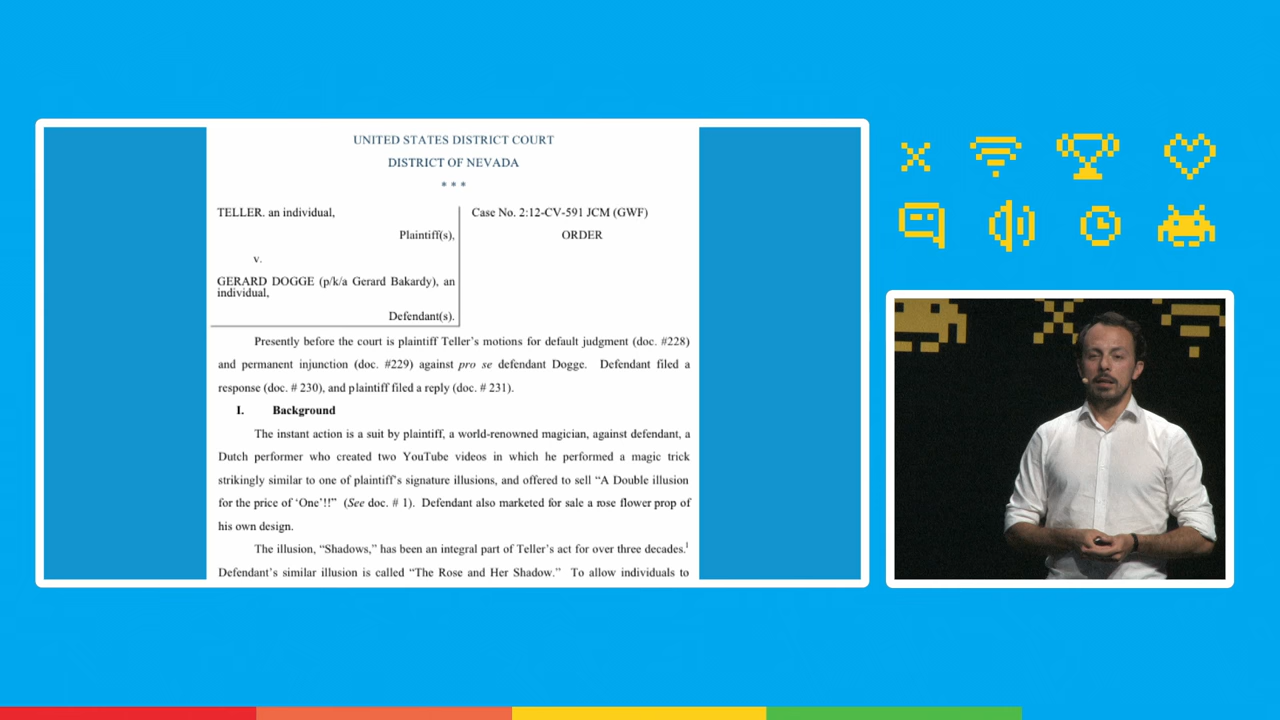 UNITED STATES DISTRICT COURT
DISTRICT OF NEVADA
* * *
TELLER. an individual,
Plaintiff(s),
v.
GERARD DOGGE (p/k/a Gerard Bakardy), an
individual,
Defendant(s).
Case No. 2:12-CV-591 JCM (GWF)
ORDER
Presently before the court is plaintiff Teller's motions for default judgment (doc. #228)
and permanent injunction (doc. #229) against pro se defendant Dogge. Defendant filed a
response (doc. # 230), and plaintiff filed a reply (doc. # 231).
I. Background
The instant action is a suit by plaintiff, a world-renowned magician, against defendant, a
Dutch performer who created two YouTube videos in which he performed a magic trick
strikingly similar to one of plaintiff's signature illusions, and offered to sell “A Double illusion
for the price of ‘One’!!” (See doc. # 1). Defendant also marketed for sale a rose flower prop of
his own design.
The illusion, “Shadows,” has been an integral part of Teller's act for over three decades.1
Defendant's similar illusion is called “The Rose and Her Shadow.” To allow individuals to